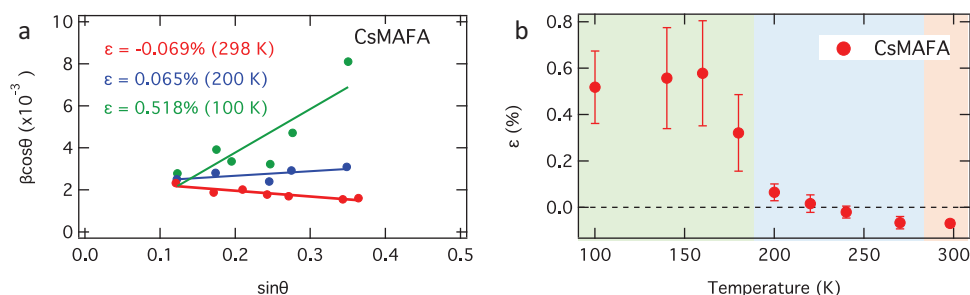 a
10
8
6
4
2
0
βcosθ (x10⁻³)
ε = -0.069% (298 K)
ε = 0.065% (200 K)
ε = 0.518% (100 K)
CsMAFA
0.0 0.1 0.2 0.3 0.4 0.5
sinθ
b
0.8
0.6
0.4
0.2
0.0
ε (%)
CsMAFA
100 150 200 250 300
Temperature (K)